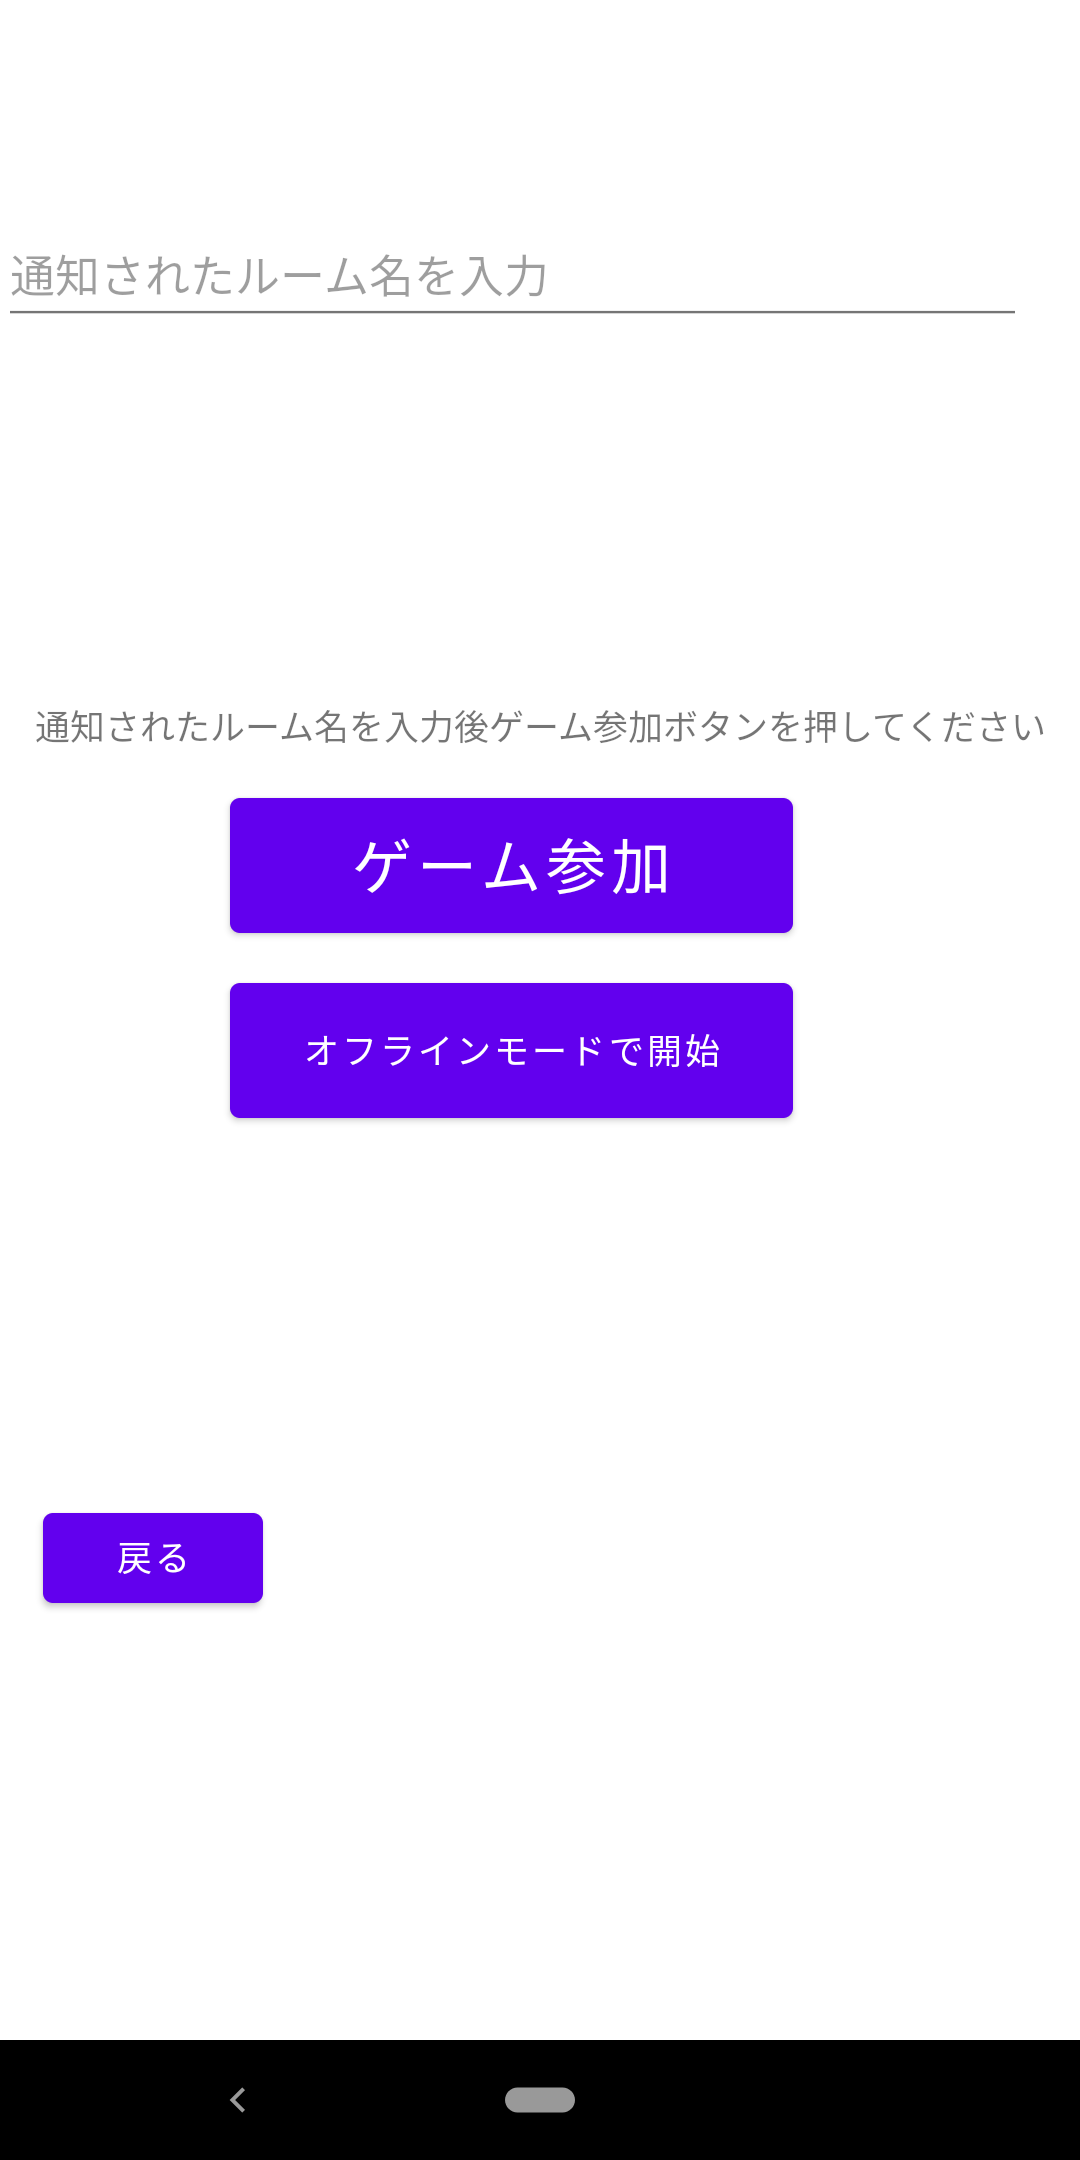 通知されたルーム名を入力
通知されたルーム名を入力後ゲーム参加ボタンを押してください
ゲーム参加
オフラインモードで開始
戻る